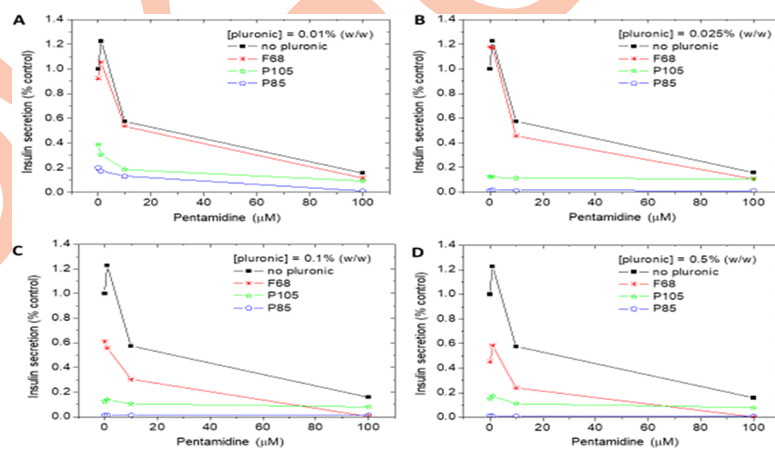 A
[pluronic] = 0.01% (w/w)
no pluronic
F68
P105
P85
Insulin secretion (% control)
1.4
1.2
1.0
0.8
0.6
0.4
0.2
0.0
0 20 40 60 80 100
Pentamidine (μM)
B
[pluronic] = 0.025% (w/w)
no pluronic
F68
P105
P85
Insulin secretion (% control)
1.4
1.2
1.0
0.8
0.6
0.4
0.2
0.0
0 20 40 60 80 100
Pentamidine (μM)
C
[pluronic] = 0.1% (w/w)
no pluronic
F68
P105
P85
Insulin secretion (% control)
1.4
1.2
1.0
0.8
0.6
0.4
0.2
0.0
0 20 40 60 80 100
Pentamidine (μM)
D
[pluronic] = 0.5% (w/w)
no pluronic
F68
P105
P85
Insulin secretion (% control)
1.4
1.2
1.0
0.8
0.6
0.4
0.2
0.0
0 20 40 60 80 100
Pentamidine (μM)